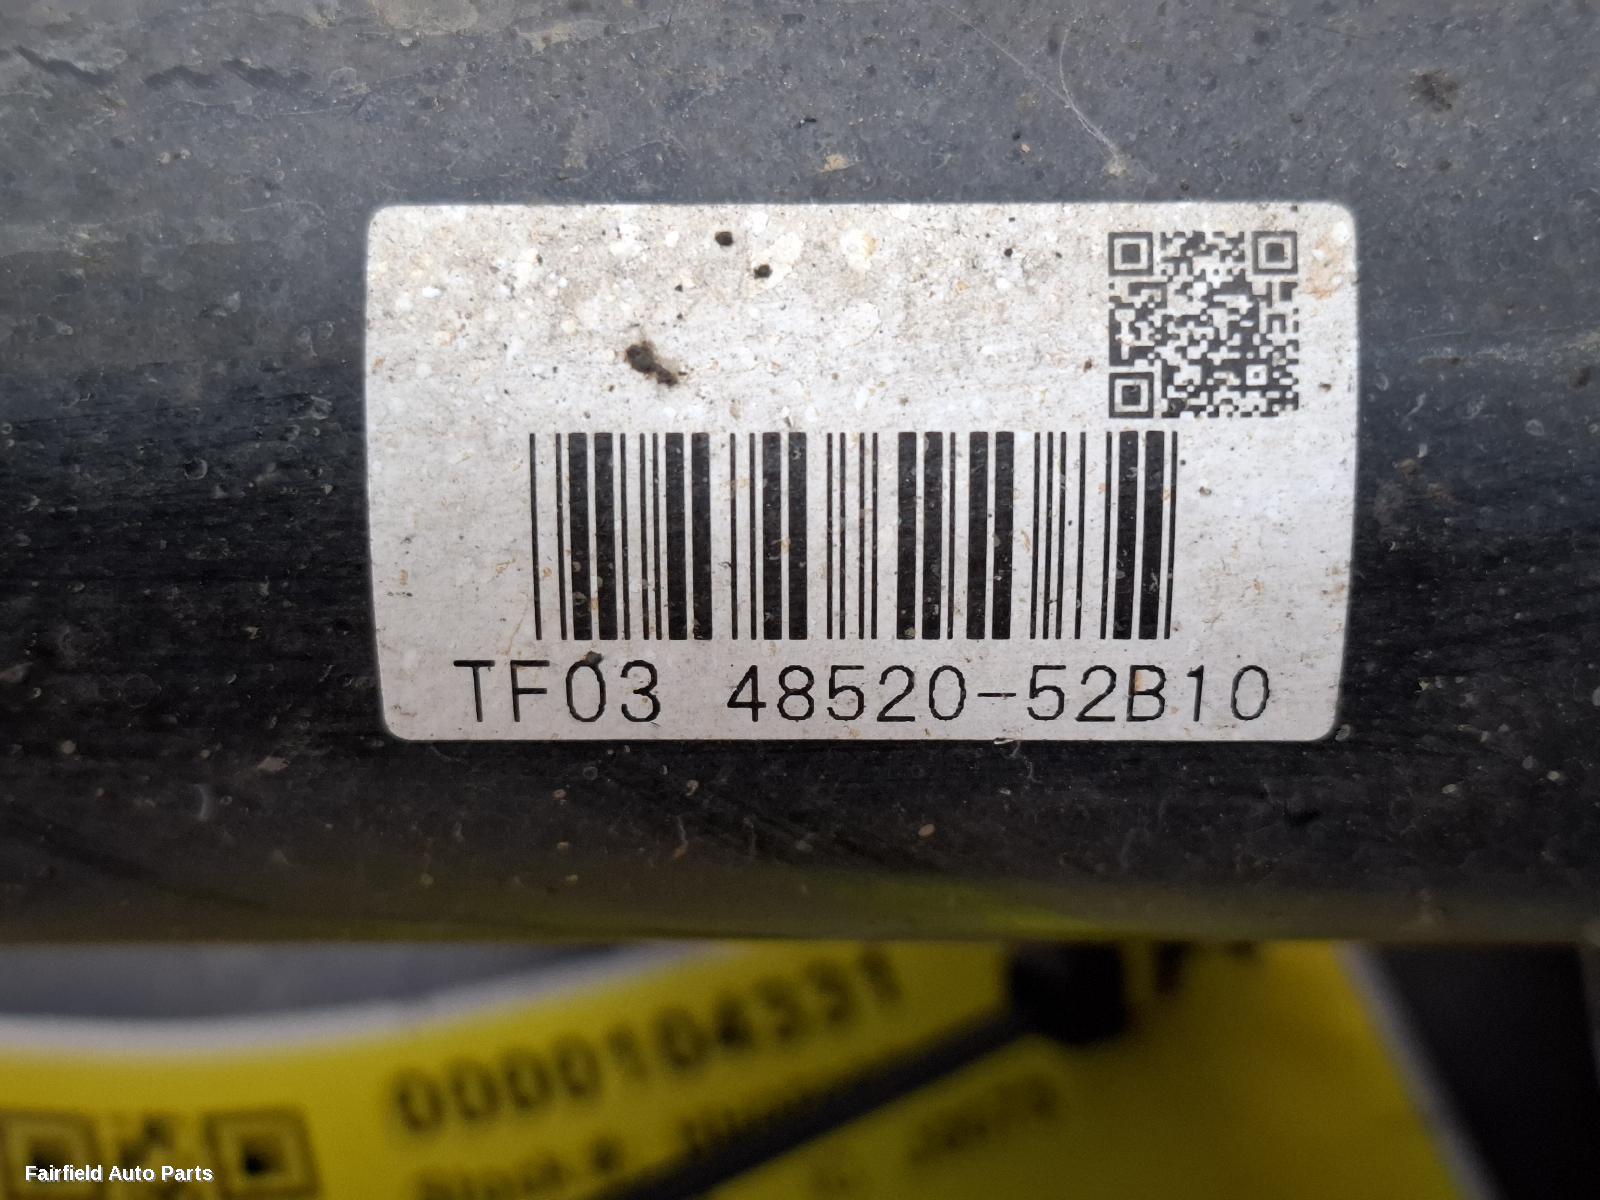 TF03 48520-52B10
0000104331
Fairfield Auto Parts